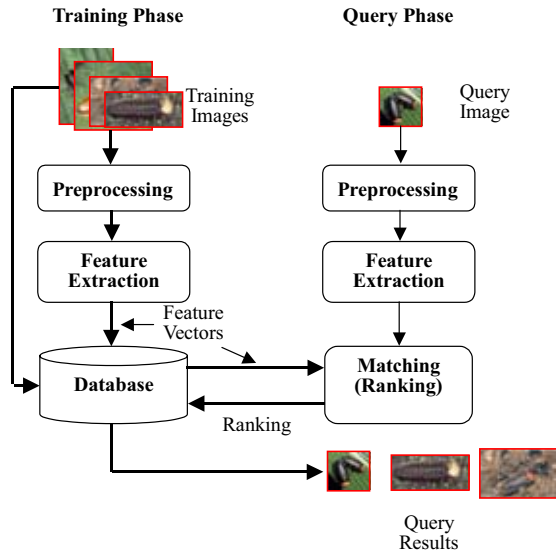 Training Phase
Query Phase
Training
Images
Query
Image
Preprocessing
Preprocessing
Feature
Extraction
Feature
Extraction
Feature
Vectors
Database
Matching
(Ranking)
Ranking
Query
Results